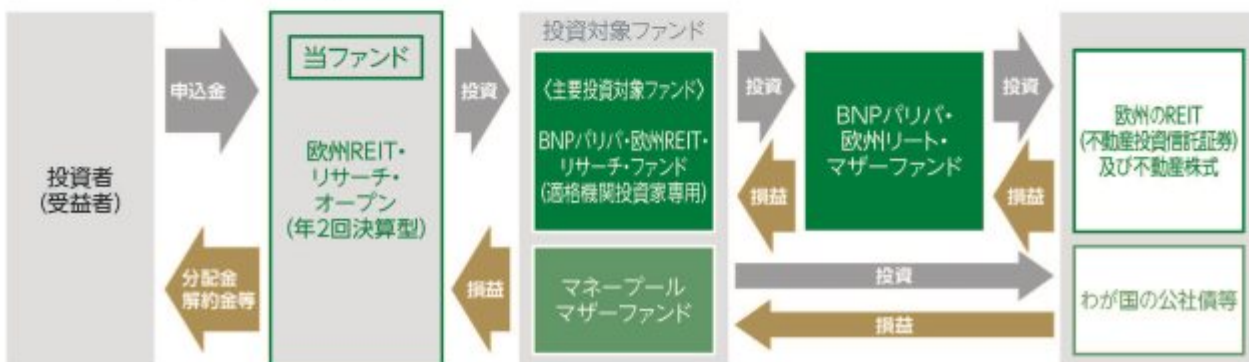 投資者
(受益者)
申込金
分配金
解約金等
当ファンド
欧州REIT・
リサーチ・
オープン
(年2回決算型)
投資
損益
投資対象ファンド
〈主要投資対象ファンド〉
BNPパリバ・欧州REIT・
リサーチ・ファンド
(適格機関投資家専用)
マネープール
マザーファンド
投資
損益
BNPパリバ・
欧州リート・
マザーファンド
投資
損益
投資
損益
欧州のREIT
(不動産投資信託証券)
及び不動産株式
わが国の公社債等